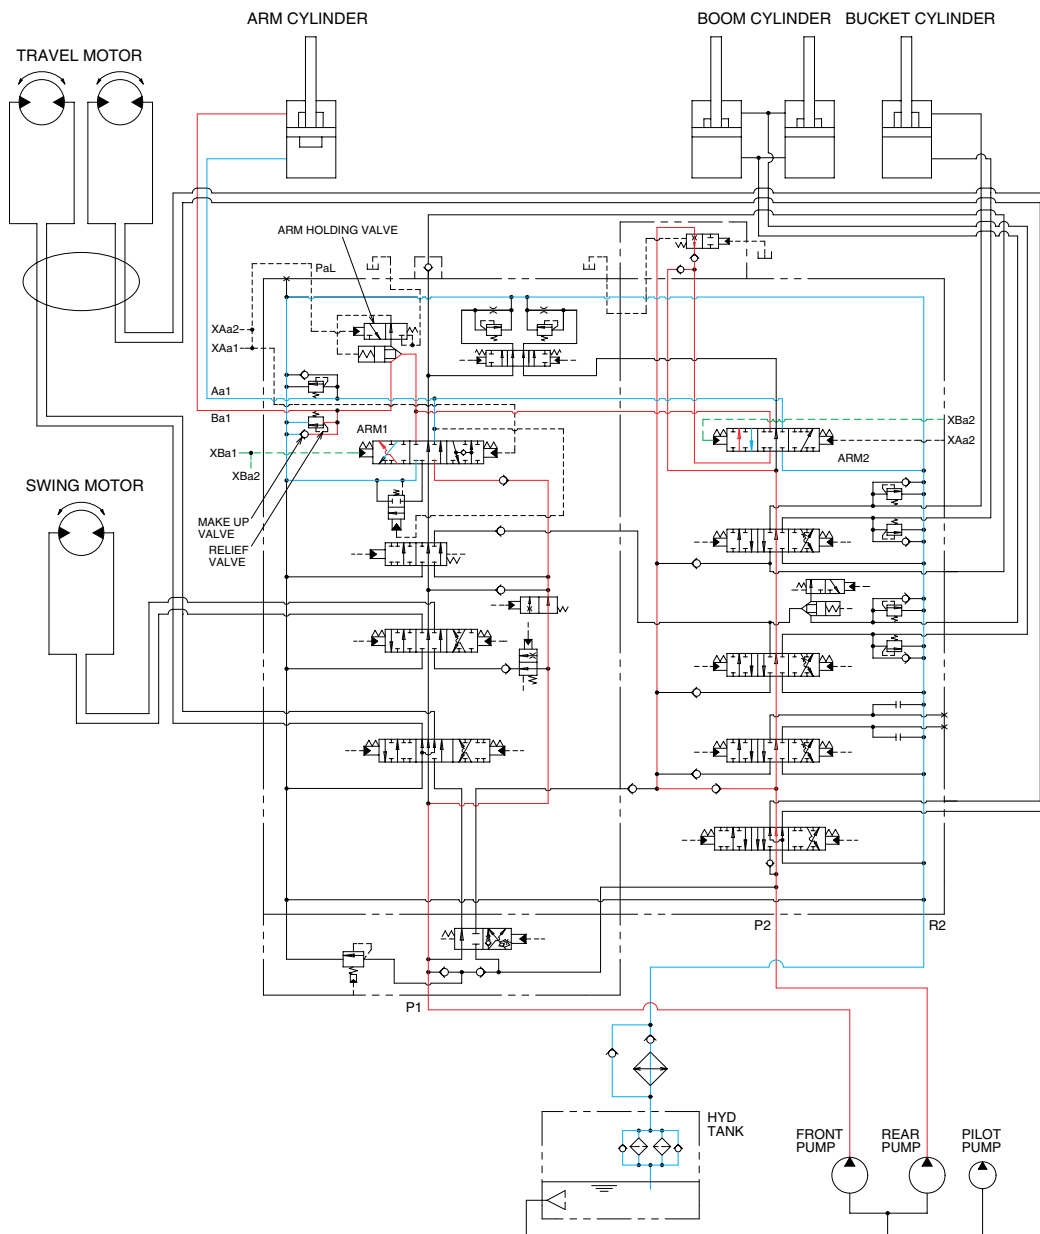 ARM CYLINDER
BOOM CYLINDER
BUCKET CYLINDER
TRAVEL MOTOR
ARM HOLDING VALVE
PaL
XAa2
XAa1
Aa1
Ba1
ARM1
XBa1
XBa2
XBa2
XAa2
ARM2
SWING MOTOR
MAKE UP
VALVE
RELIEF
VALVE
P2
R2
P1
HYD
TANK
FRONT
PUMP
REAR
PUMP
PILOT
PUMP